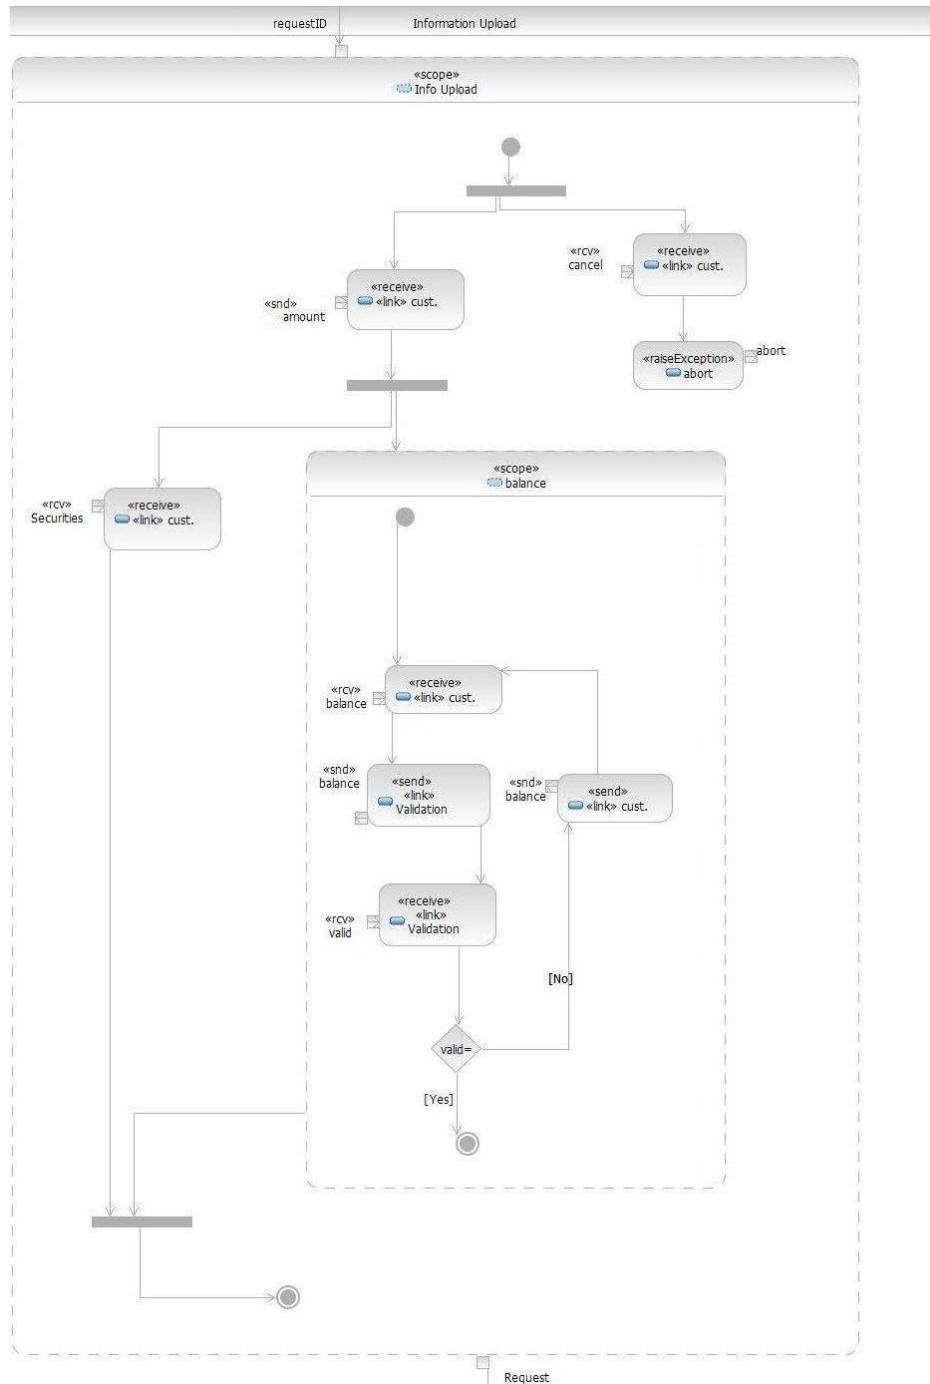 requestID Information Upload
«scope»
Info Upload
«rcv»
cancel
«receive»
«link» cust.
«snd»
amount
«receive»
«link» cust.
«raiseException»
abort
abort
«rcv»
Securities
«receive»
«link» cust.
«scope»
balance
«rcv»
balance
«receive»
«link» cust.
«snd»
balance
«send»
«link»
Validation
«snd»
balance
«send»
«link» cust.
«rcv»
valid
«receive»
«link»
Validation
[No]
valid=
[Yes]
Request